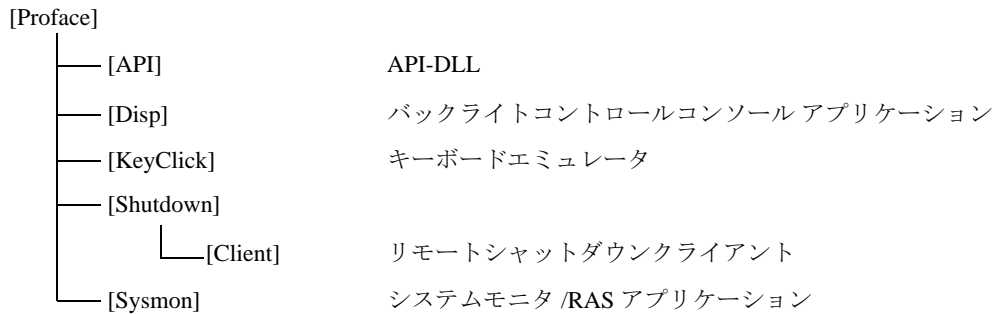 [Proface]
[API] API-DLL
[Disp] バックライトコントロールコンソール アプリケーション
[KeyClick] キーボードエミュレータ
[Shutdown]
[Client] リモートシャットダウンクライアント
[Sysmon] システムモニタ /RAS アプリケーション